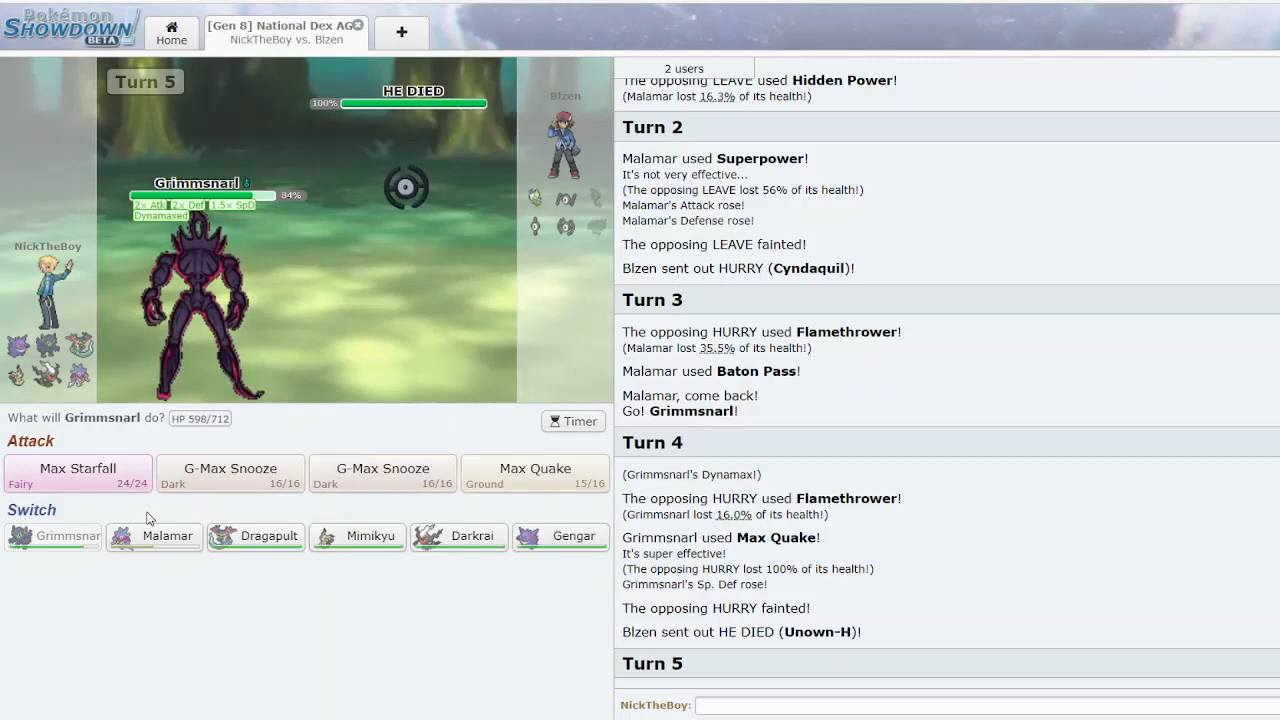 Pokémon
SHOWDOWN!
BETA
Home
[Gen 8] National Dex AG
NickTheBoy vs. Blzen
+
2 users
Turn 5
HE DIED
100%
Blzen
Grimmsnarl
84%
2× Atk 2× Def 1.5× SpD
Dynamaxed
NickTheBoy
What will Grimmsnarl do? HP 598/712
Timer
Attack
Max Starfall
Fairy 24/24
G-Max Snooze
Dark 16/16
G-Max Snooze
Dark 16/16
Max Quake
Ground 15/16
Switch
Grimmsnar
Malamar
Dragapult
Mimikyu
Darkrai
Gengar
The opposing LEAVE used Hidden Power!
(Malamar lost 16.3% of its health!)
Turn 2
Malamar used Superpower!
It's not very effective...
(The opposing LEAVE lost 56% of its health!)
Malamar's Attack rose!
Malamar's Defense rose!
The opposing LEAVE fainted!
Blzen sent out HURRY (Cyndaquil)!
Turn 3
The opposing HURRY used Flamethrower!
(Malamar lost 35.5% of its health!)
Malamar used Baton Pass!
Malamar, come back!
Go! Grimmsnarl!
Turn 4
(Grimmsnarl's Dynamax!)
The opposing HURRY used Flamethrower!
(Grimmsnarl lost 16.0% of its health!)
Grimmsnarl used Max Quake!
It's super effective!
(The opposing HURRY lost 100% of its health!)
Grimmsnarl's Sp. Def rose!
The opposing HURRY fainted!
Blzen sent out HE DIED (Unown-H)!
Turn 5
NickTheBoy: